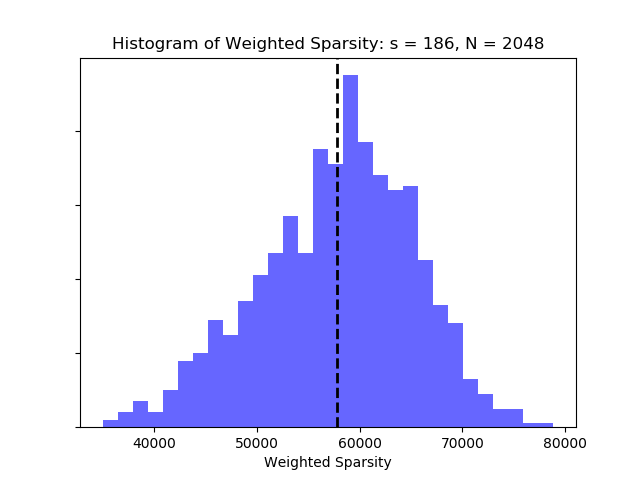 Histogram of Weighted Sparsity: s = 186, N = 2048
40000 50000 60000 70000 80000
Weighted Sparsity